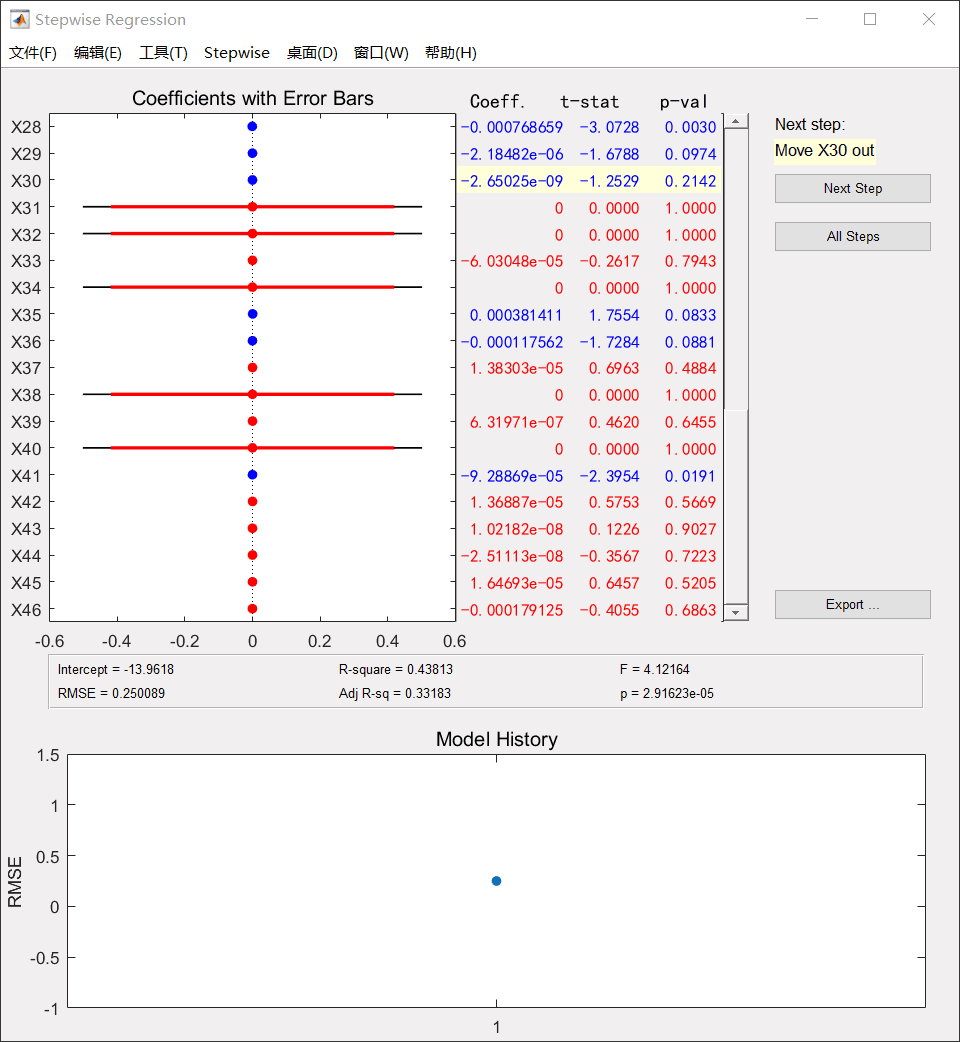 Stepwise Regression
文件(F) 编辑(E) 工具(T) Stepwise 桌面(D) 窗口(W) 帮助(H)
Coefficients with Error Bars
Coeff. t-stat p-val
X28 -0.000768659 -3.0728 0.0030
X29 -2.18482e-06 -1.6788 0.0974
X30 -2.65025e-09 -1.2529 0.2142
X31 0 0.0000 1.0000
X32 0 0.0000 1.0000
X33 -6.03048e-05 -0.2617 0.7943
X34 0 0.0000 1.0000
X35 0.000381411 1.7554 0.0833
X36 -0.000117562 -1.7284 0.0881
X37 1.38303e-05 0.6963 0.4884
X38 0 0.0000 1.0000
X39 6.31971e-07 0.4620 0.6455
X40 0 0.0000 1.0000
X41 -9.28869e-05 -2.3954 0.0191
X42 1.36887e-05 0.5753 0.5669
X43 1.02182e-08 0.1226 0.9027
X44 -2.51113e-08 -0.3567 0.7223
X45 1.64693e-05 0.6457 0.5205
X46 -0.000179125 -0.4055 0.6863
-0.6 -0.4 -0.2 0 0.2 0.4 0.6
Next step:
Move X30 out
Next Step
All Steps
Export ...
Intercept = -13.9618 R-square = 0.43813 F = 4.12164
RMSE = 0.250089 Adj R-sq = 0.33183 p = 2.91623e-05
Model History
RMSE
1.5
1
0.5
0
-0.5
-1
1